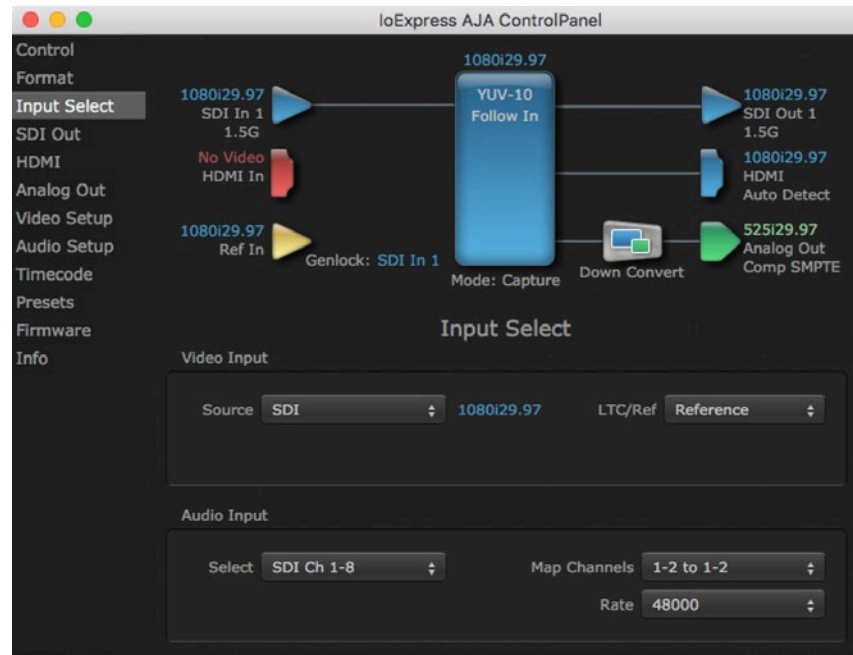 IoExpress AJA ControlPanel
Control
Format
Input Select
SDI Out
HDMI
Analog Out
Video Setup
Audio Setup
Timecode
Presets
Firmware
Info
1080i29.97
YUV-10
Follow In
1080i29.97
SDI In 1
1.5G
No Video
HDMI In
1080i29.97
Ref In
Genlock: SDI In 1
Mode: Capture
Down Convert
1080i29.97
SDI Out 1
1.5G
1080i29.97
HDMI
Auto Detect
525i29.97
Analog Out
Comp SMPTE
Input Select
Video Input
Source SDI 1080i29.97 LTC/Ref Reference
Audio Input
Select SDI Ch 1-8 Map Channels 1-2 to 1-2
Rate 48000